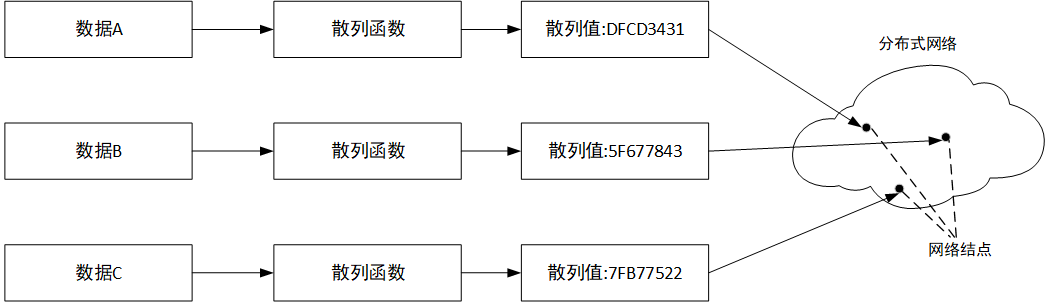 数据A
散列函数
散列值:DFCD3431
分布式网络
数据B
散列函数
散列值:5F677843
数据C
散列函数
散列值:7FB77522
网络结点